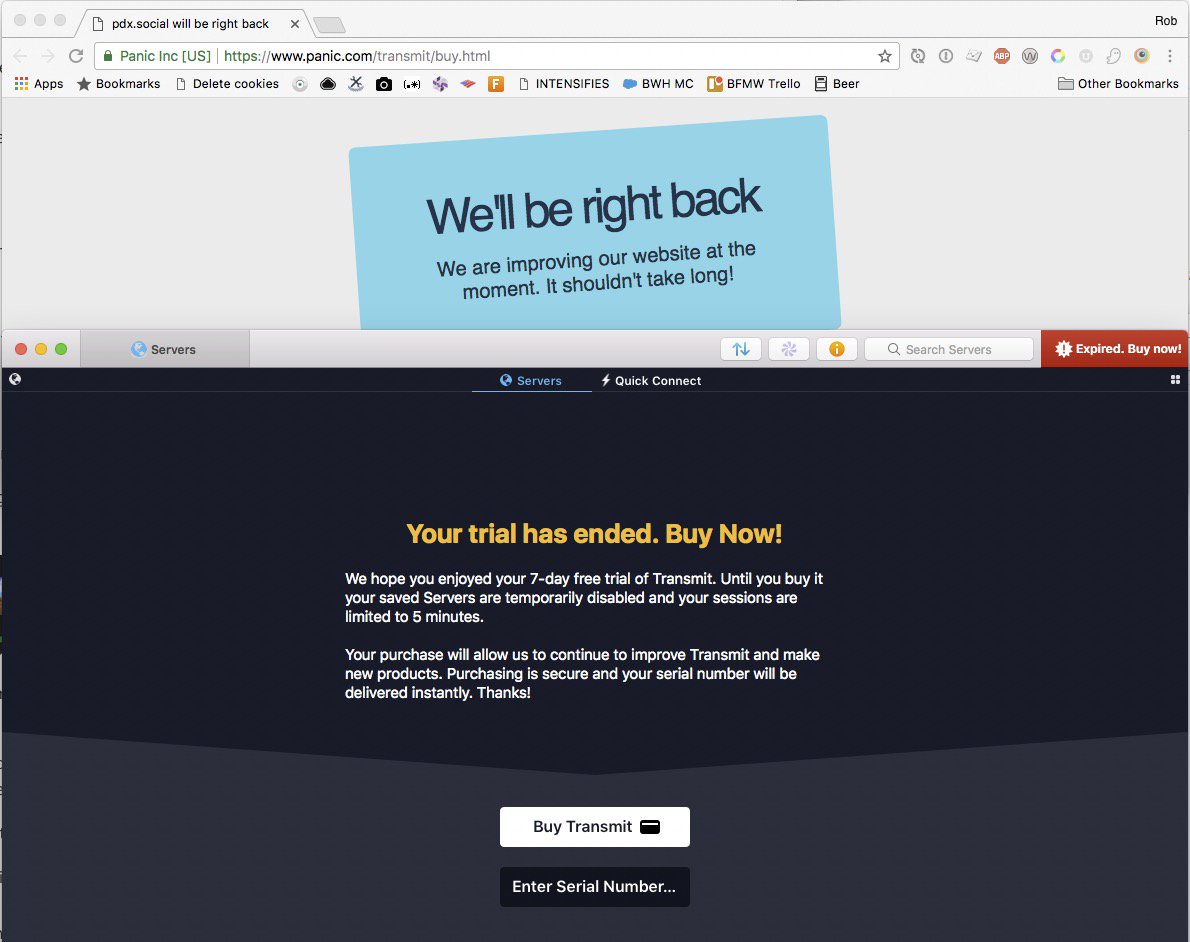 pdx.social will be right back
Rob
Panic Inc [US] https://www.panic.com/transmit/buy.html
ABP
W
Apps Bookmarks Delete cookies (.*) F INTENSIFIES BWH MC BFMW Trello Beer Other Bookmarks
We'll be right back
We are improving our website at the
moment. It shouldn't take long!
Servers
Search Servers
Expired. Buy now!
Servers Quick Connect
Your trial has ended. Buy Now!
We hope you enjoyed your 7-day free trial of Transmit. Until you buy it
your saved Servers are temporarily disabled and your sessions are
limited to 5 minutes.
Your purchase will allow us to continue to improve Transmit and make
new products. Purchasing is secure and your serial number will be
delivered instantly. Thanks!
Buy Transmit
Enter Serial Number...